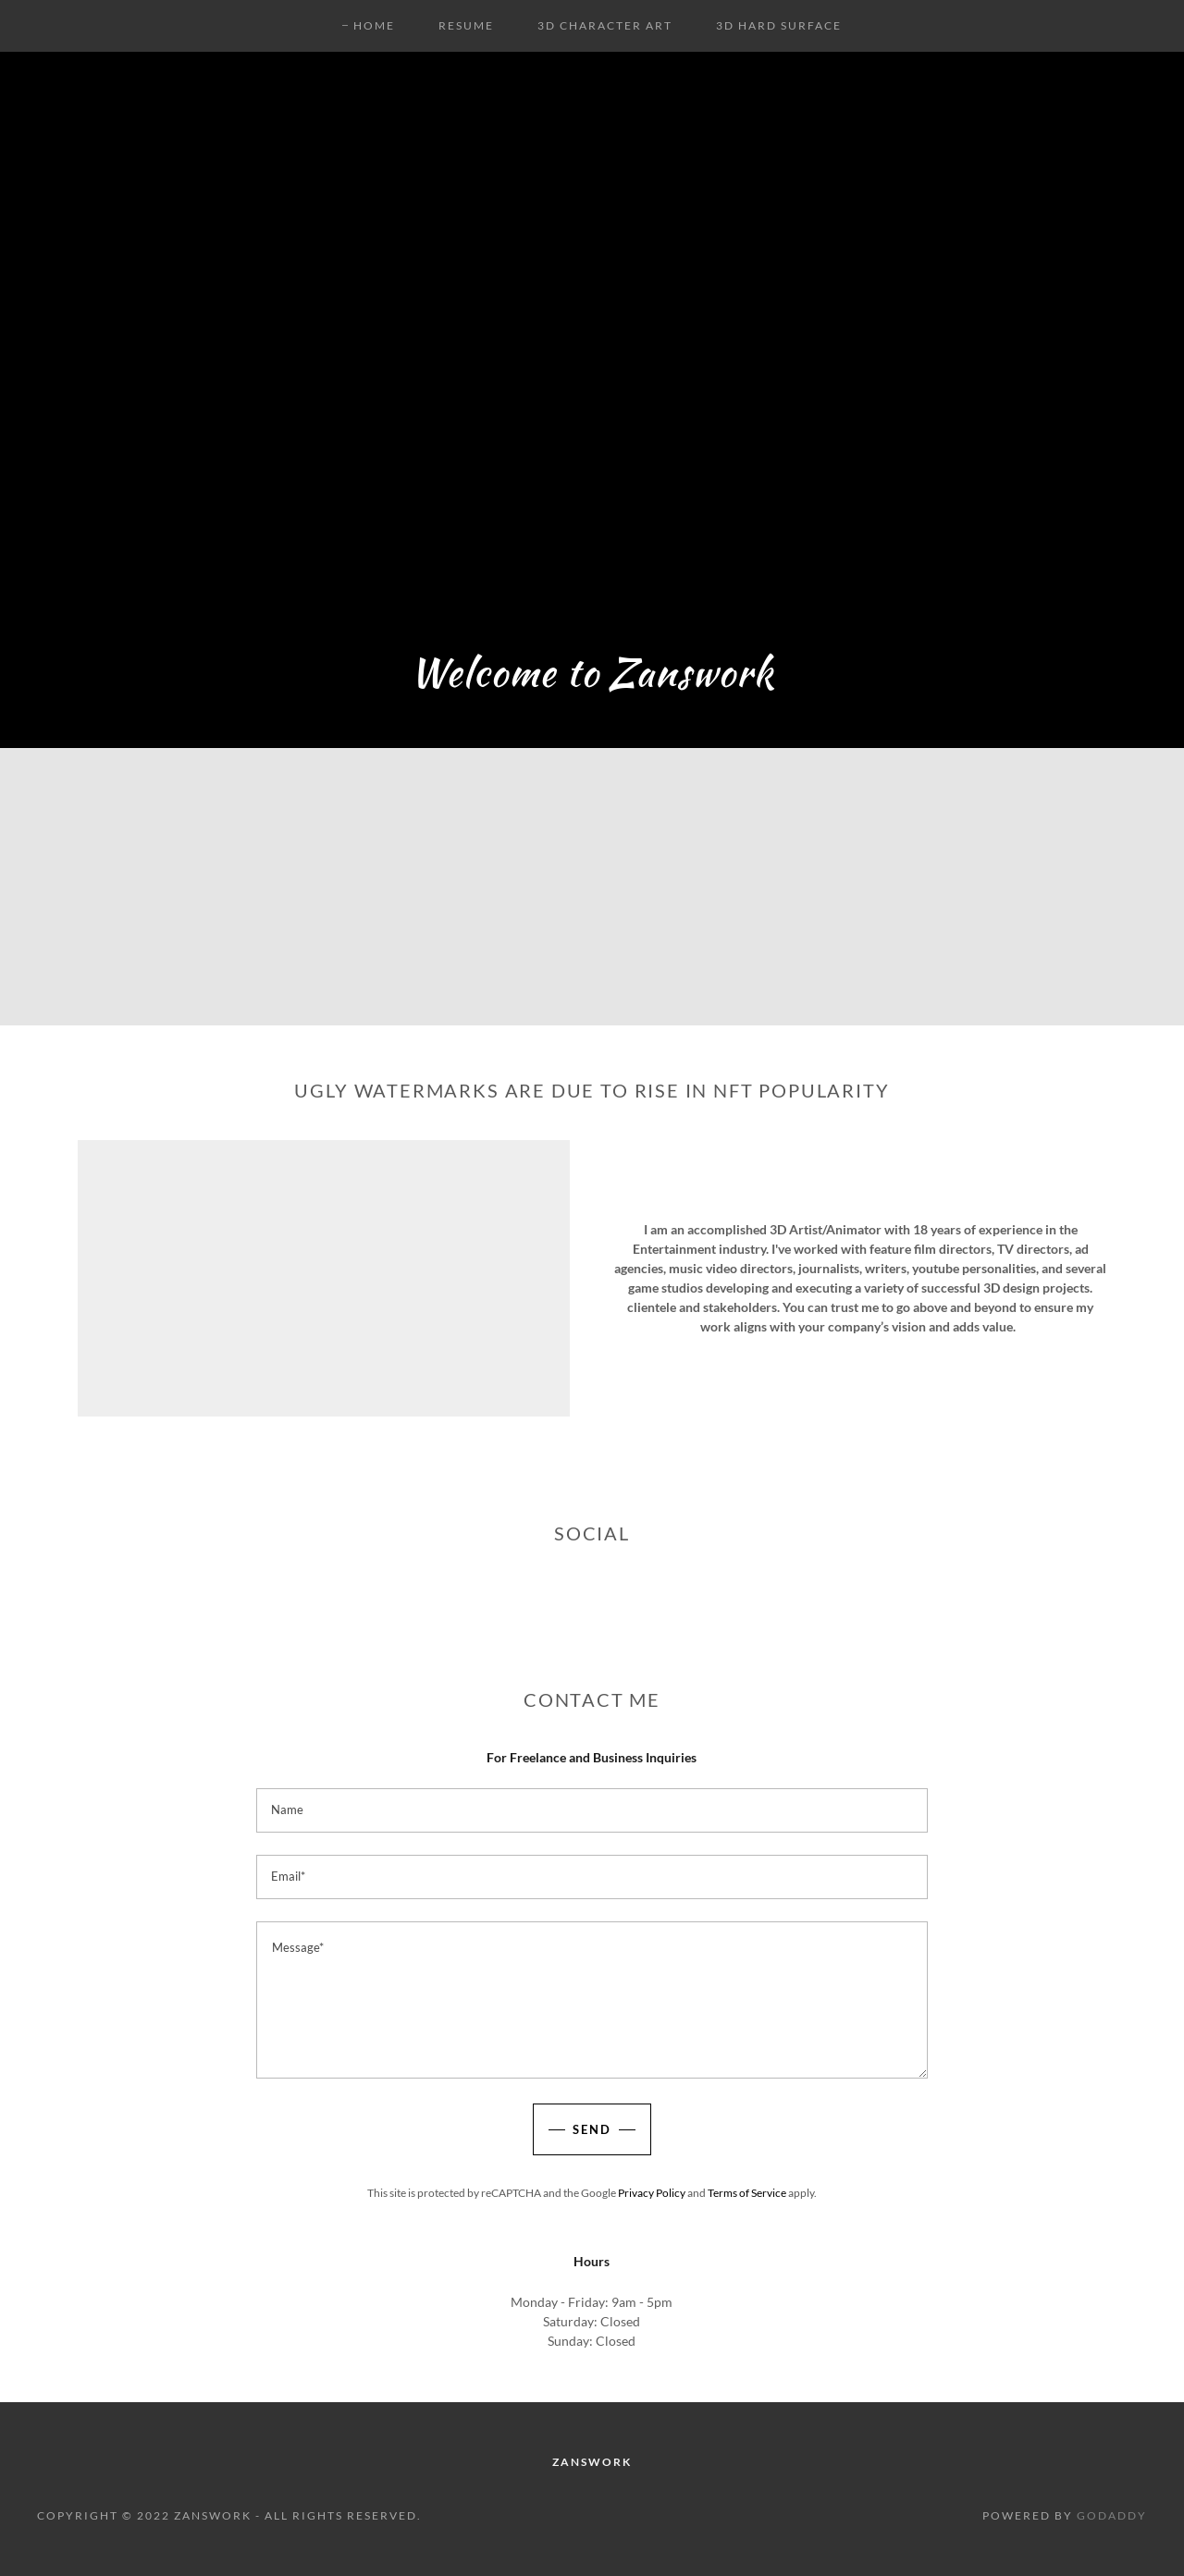 – HOME RESUME 3D CHARACTER ART 3D HARD SURFACE
Welcome to Zanswork
UGLY WATERMARKS ARE DUE TO RISE IN NFT POPULARITY
I am an accomplished 3D Artist/Animator with 18 years of experience in the
Entertainment industry. I've worked with feature film directors, TV directors, ad
agencies, music video directors, journalists, writers, youtube personalities, and several
game studios developing and executing a variety of successful 3D design projects.
clientele and stakeholders. You can trust me to go above and beyond to ensure my
work aligns with your company’s vision and adds value.
SOCIAL
CONTACT ME
For Freelance and Business Inquiries
Name
Email*
Message*
SEND
This site is protected by reCAPTCHA and the Google Privacy Policy and Terms of Service apply.
Hours
Monday - Friday: 9am - 5pm
Saturday: Closed
Sunday: Closed
ZANSWORK
COPYRIGHT © 2022 ZANSWORK - ALL RIGHTS RESERVED. POWERED BY GODADDY